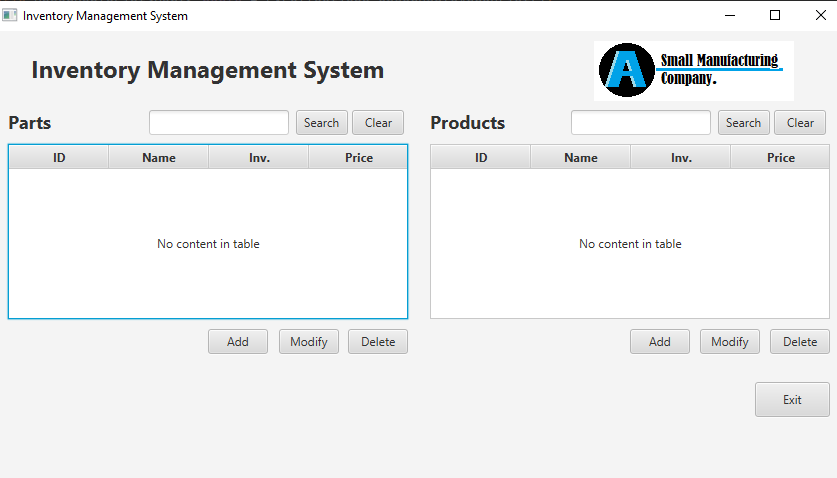 Inventory Management System
Inventory Management System
A Small Manufacturing
Company.
Parts Search Clear
Products Search Clear
ID Name Inv. Price
No content in table
Add Modify Delete
ID Name Inv. Price
No content in table
Add Modify Delete
Exit